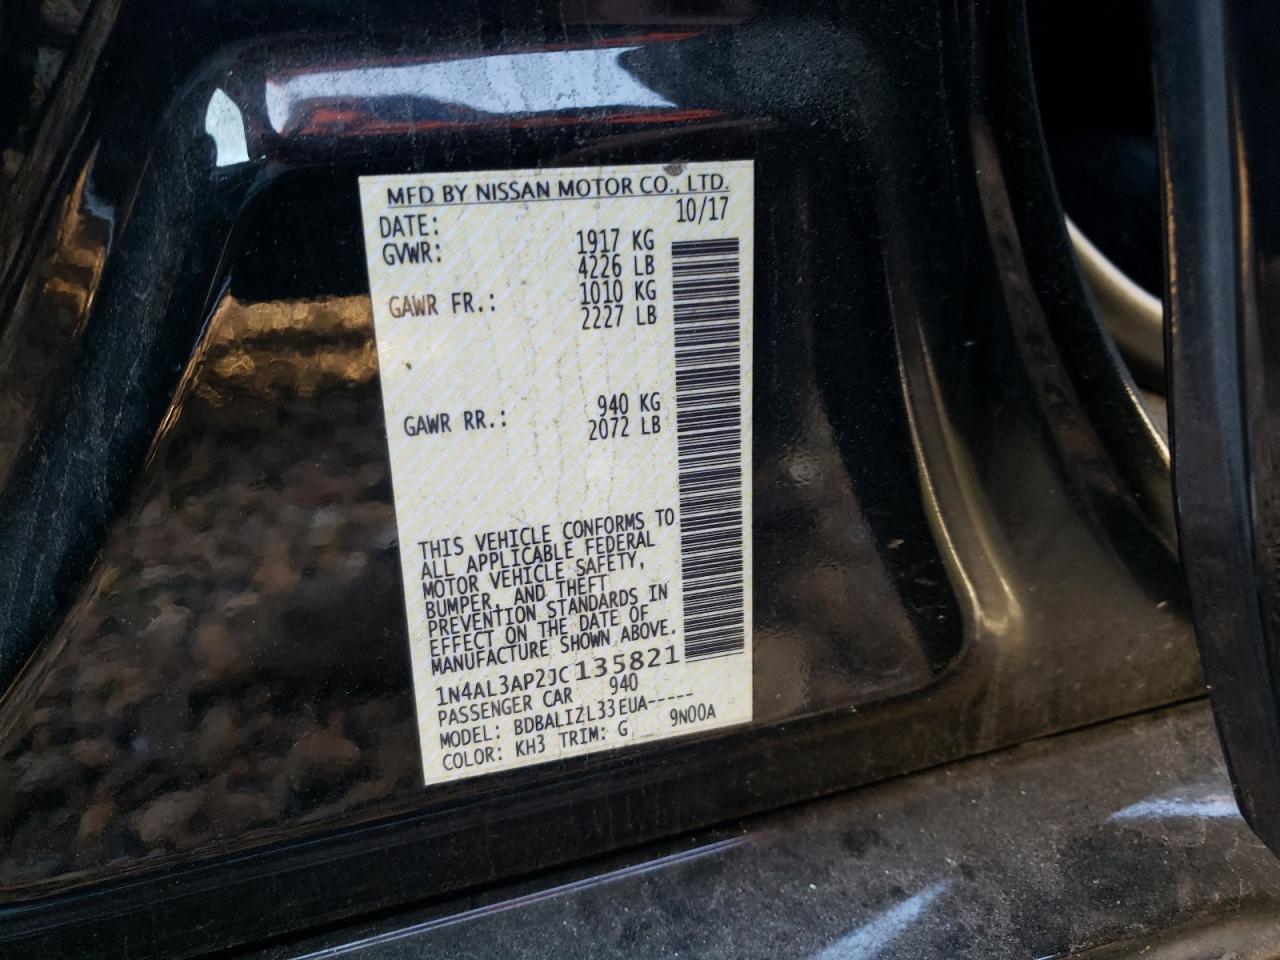 MFD BY NISSAN MOTOR CO., LTD.
DATE: 10/17
GVWR: 1917 KG
4226 LB
GAWR FR.: 1010 KG
2227 LB
GAWR RR.: 940 KG
2072 LB
THIS VEHICLE CONFORMS TO
ALL APPLICABLE FEDERAL
MOTOR VEHICLE SAFETY,
BUMPER, AND THEFT
PREVENTION STANDARDS IN
EFFECT ON THE DATE OF
MANUFACTURE SHOWN ABOVE.
1N4AL3AP2JC135821
PASSENGER CAR 940
MODEL: BDBALIZL33EUA-----
COLOR: KH3 TRIM: G 9N00A